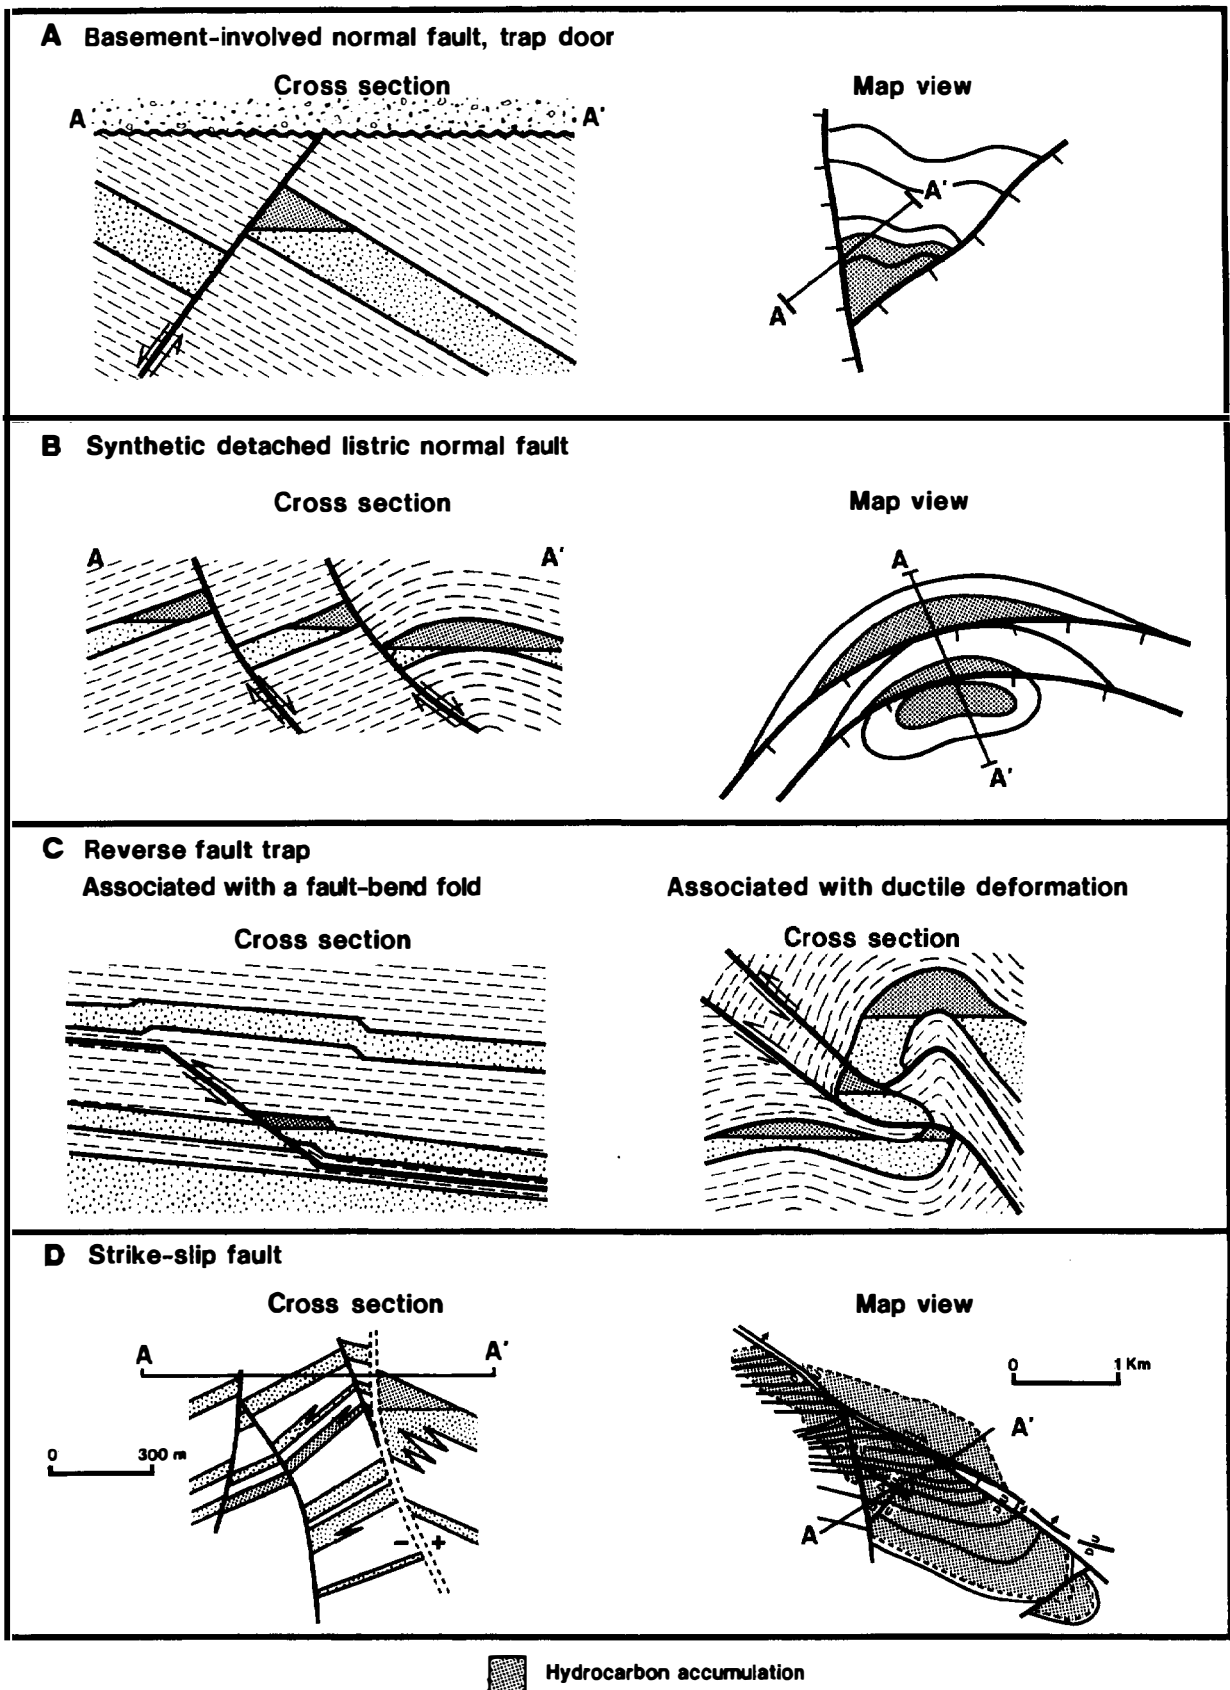 A Basement-involved normal fault, trap door
Cross section
Map view
A
A'
A'
A
B Synthetic detached listric normal fault
Cross section
Map view
A
A'
A
A'
C Reverse fault trap
Associated with a fault-bend fold
Associated with ductile deformation
Cross section
Cross section
D Strike-slip fault
Cross section
Map view
A
A'
0 1 Km
A'
0 300 m
A
- +
U
D
Hydrocarbon accumulation